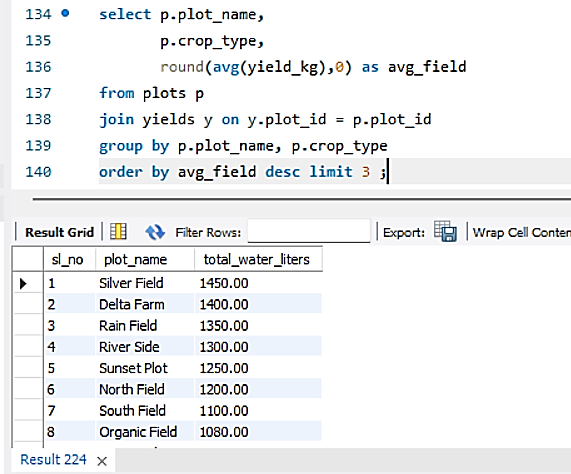 134 select p.plot_name,
135 p.crop_type,
136 round(avg(yield_kg),0) as avg_field
137 from plots p
138 join yields y on y.plot_id = p.plot_id
139 group by p.plot_name, p.crop_type
140 order by avg_field desc limit 3 ;
Result Grid Filter Rows: Export: Wrap Cell Conten
sl_no plot_name total_water_liters
1 Silver Field 1450.00
2 Delta Farm 1400.00
3 Rain Field 1350.00
4 River Side 1300.00
5 Sunset Plot 1250.00
6 North Field 1200.00
7 South Field 1100.00
8 Organic Field 1080.00
Result 224 ×